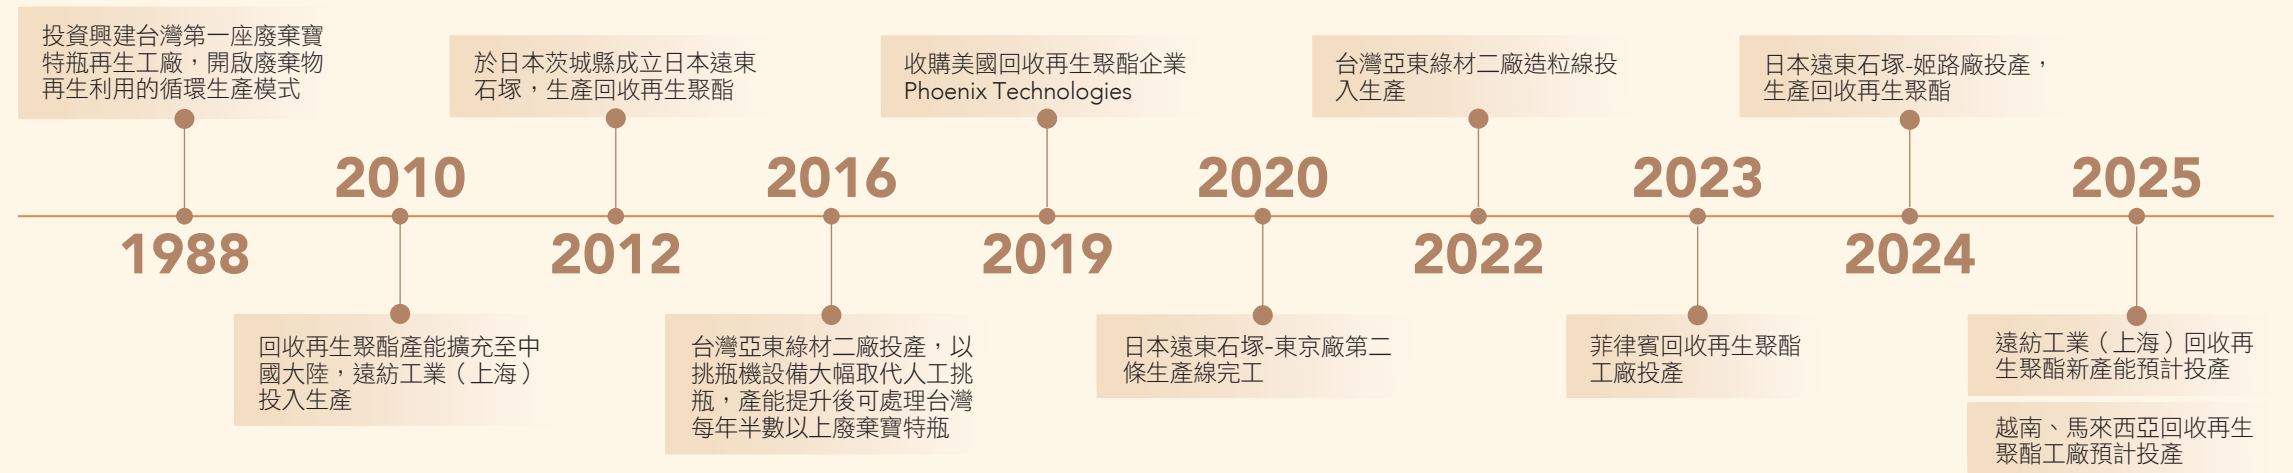 投資興建台灣第一座廢棄寶
特瓶再生工廠，開啟廢棄物
再生利用的循環生產模式
1988
2010
回收再生聚酯產能擴充至中
國大陸，遠紡工業（上海）
投入生產
於日本茨城縣成立日本遠東
石塚，生產回收再生聚酯
2012
2016
台灣亞東綠材二廠投產，以
挑瓶機設備大幅取代人工挑
瓶，產能提升後可處理台灣
每年半數以上廢棄寶特瓶
收購美國回收再生聚酯企業
Phoenix Technologies
2019
2020
日本遠東石塚-東京廠第二
條生產線完工
台灣亞東綠材二廠造粒線投
入生產
2022
2023
菲律賓回收再生聚酯
工廠投產
日本遠東石塚-姬路廠投產，
生產回收再生聚酯
2024
2025
遠紡工業（上海）回收再
生聚酯新產能預計投產
越南、馬來西亞回收再生
聚酯工廠預計投產